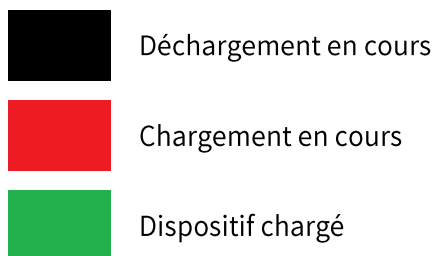 Déchargement en cours
Chargement en cours
Dispositif chargé